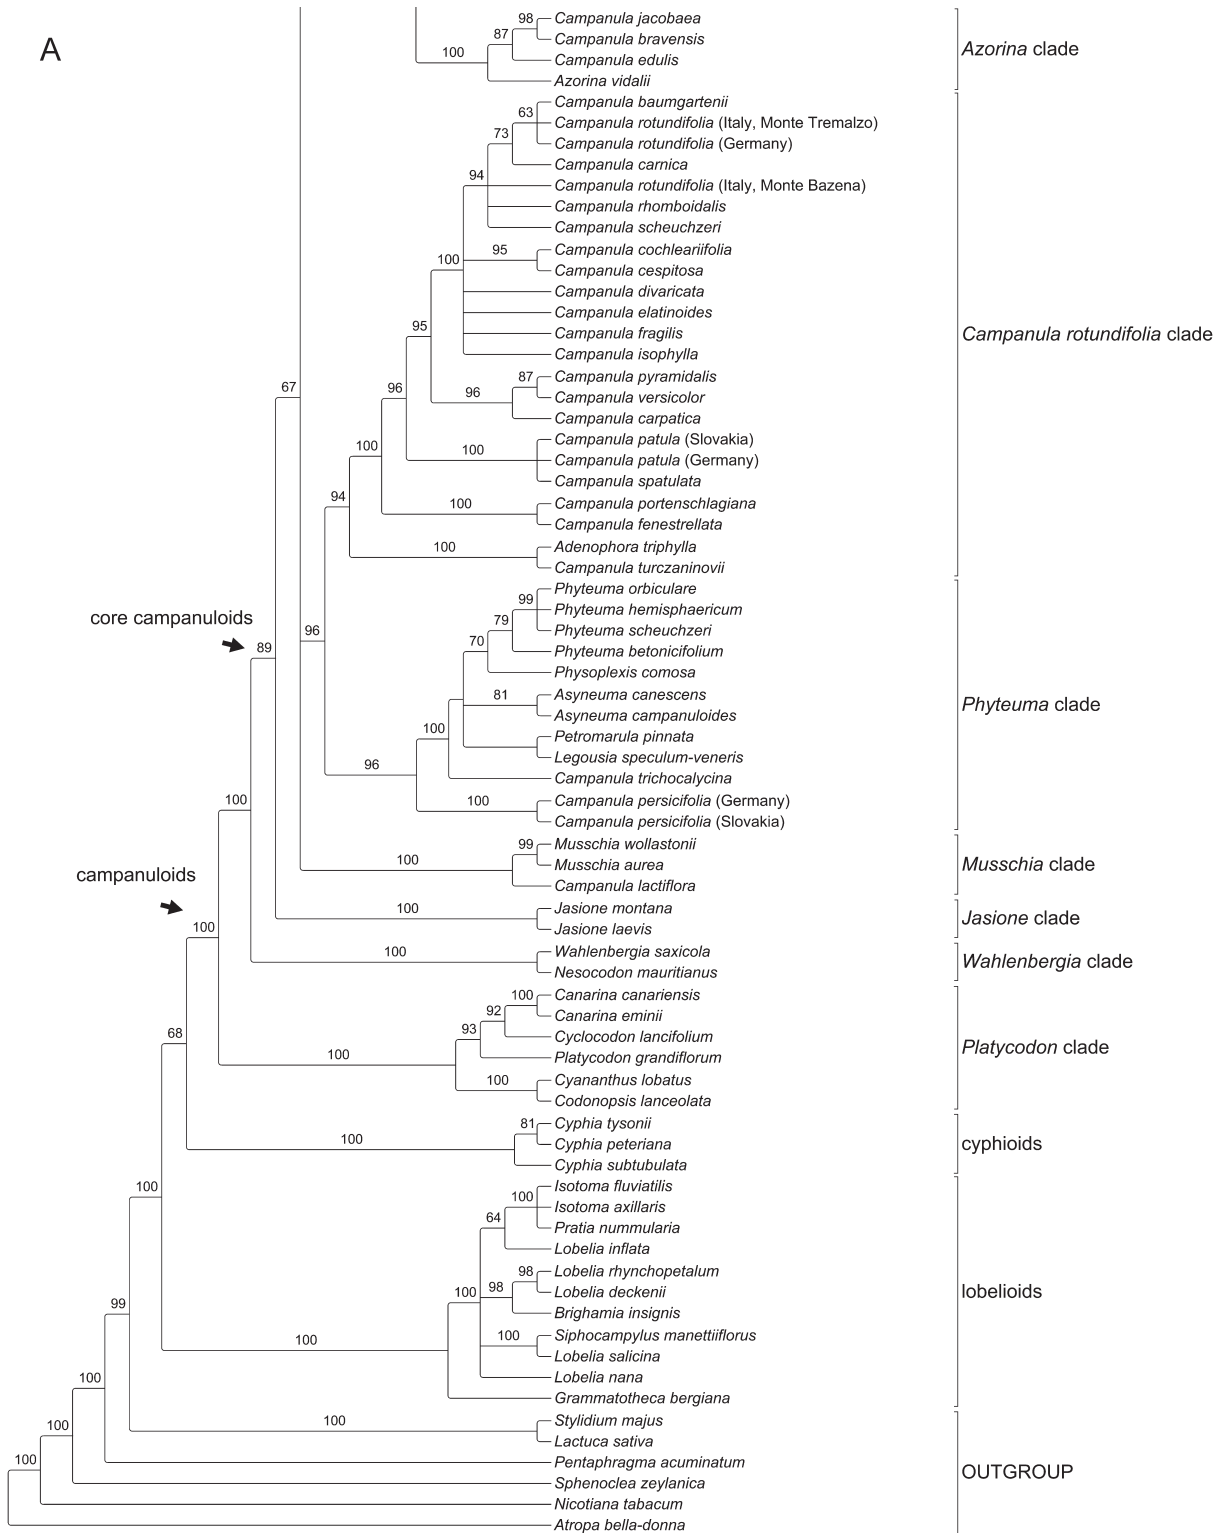 A
98
Campanula jacobaea
87
Campanula bravensis
100
Campanula edulis
Azorina vidalii
Azorina clade
Campanula baumgartenii
63
Campanula rotundifolia (Italy, Monte Tremalzo)
73
Campanula rotundifolia (Germany)
Campanula carnica
94
Campanula rotundifolia (Italy, Monte Bazena)
Campanula rhomboidalis
Campanula scheuchzeri
95
Campanula cochleariifolia
100
Campanula cespitosa
Campanula divaricata
Campanula elatinoides
95
Campanula fragilis
Campanula rotundifolia clade
Campanula isophylla
87
Campanula pyramidalis
67
96
96
Campanula versicolor
Campanula carpatica
100
100
Campanula patula (Slovakia)
Campanula patula (Germany)
Campanula spatulata
94
100
Campanula portenschlagiana
Campanula fenestrellata
100
Adenophora triphylla
Campanula turczaninovii
Phyteuma orbiculare
core campanuloids
99
Phyteuma hemisphaericum
96
79
Phyteuma scheuchzeri
89
70
Phyteuma betonicifolium
Physoplexis comosa
81
Asyneuma canescens
Phyteuma clade
Asyneuma campanuloides
100
Petromarula pinnata
Legousia speculum-veneris
96
Campanula trichocalycina
100
100
Campanula persicifolia (Germany)
Campanula persicifolia (Slovakia)
99
Musschia wollastonii
100
Musschia aurea
Musschia clade
campanuloids
Campanula lactiflora
100
Jasione montana
100
Jasione laevis
Jasione clade
100
Wahlenbergia saxicola
Nesocodon mauritianus
Wahlenbergia clade
100
Canarina canariensis
92
Canarina eminii
68
93
Cyclocodon lancifolium
100
Platycodon grandiflorum
Platycodon clade
100
Cyananthus lobatus
Codonopsis lanceolata
81
Cyphia tysonii
100
Cyphia peteriana
cyphioids
Cyphia subtubulata
100
Isotoma fluviatilis
100
Isotoma axillaris
64
Pratia nummularia
Lobelia inflata
98
Lobelia rhynchopetalum
100
98
Lobelia deckenii
lobelioids
99
Brighamia insignis
100
100
Siphocampylus manettiiflorus
Lobelia salicina
100
Lobelia nana
Grammatotheca bergiana
100
100
Stylidium majus
Lactuca sativa
100
Pentaphragma acuminatum
OUTGROUP
Sphenoclea zeylanica
Nicotiana tabacum
Atropa bella-donna